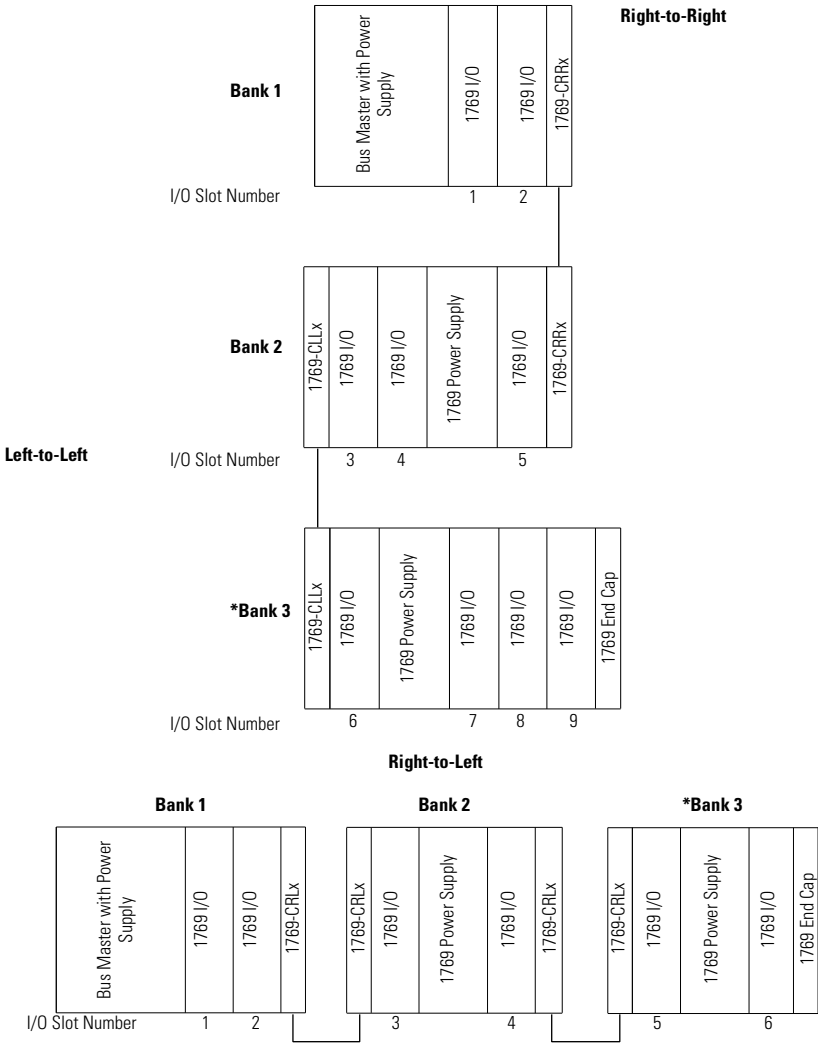 Right-to-Right
Bank 1
Bus Master with Power
Supply
1769 I/O
1769 I/O
1769-CRRx
I/O Slot Number
1
2
Bank 2
1769-CLLx
1769 I/O
1769 I/O
1769 Power Supply
1769 I/O
1769-CRRx
Left-to-Left
I/O Slot Number
3
4
5
*Bank 3
1769-CLLx
1769 I/O
1769 Power Supply
1769 I/O
1769 I/O
1769 I/O
1769 End Cap
I/O Slot Number
6
7
8
9
Right-to-Left
Bank 1
Bank 2
*Bank 3
Bus Master with Power
Supply
1769 I/O
1769 I/O
1769-CRLx
1769-CRLx
1769 I/O
1769 Power Supply
1769 I/O
1769-CRLx
1769-CRLx
1769 I/O
1769 Power Supply
1769 I/O
1769 End Cap
I/O Slot Number
1
2
3
4
5
6